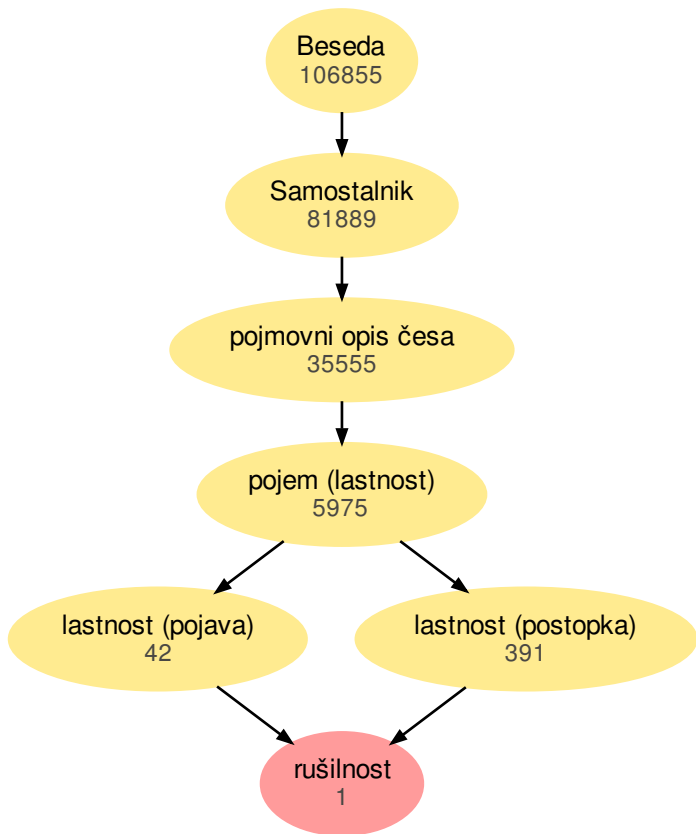 Beseda
106855
Samostalnik
81889
pojmovni opis česa
35555
pojem (lastnost)
5975
lastnost (pojava)
42
lastnost (postopka)
391
rušilnost
1